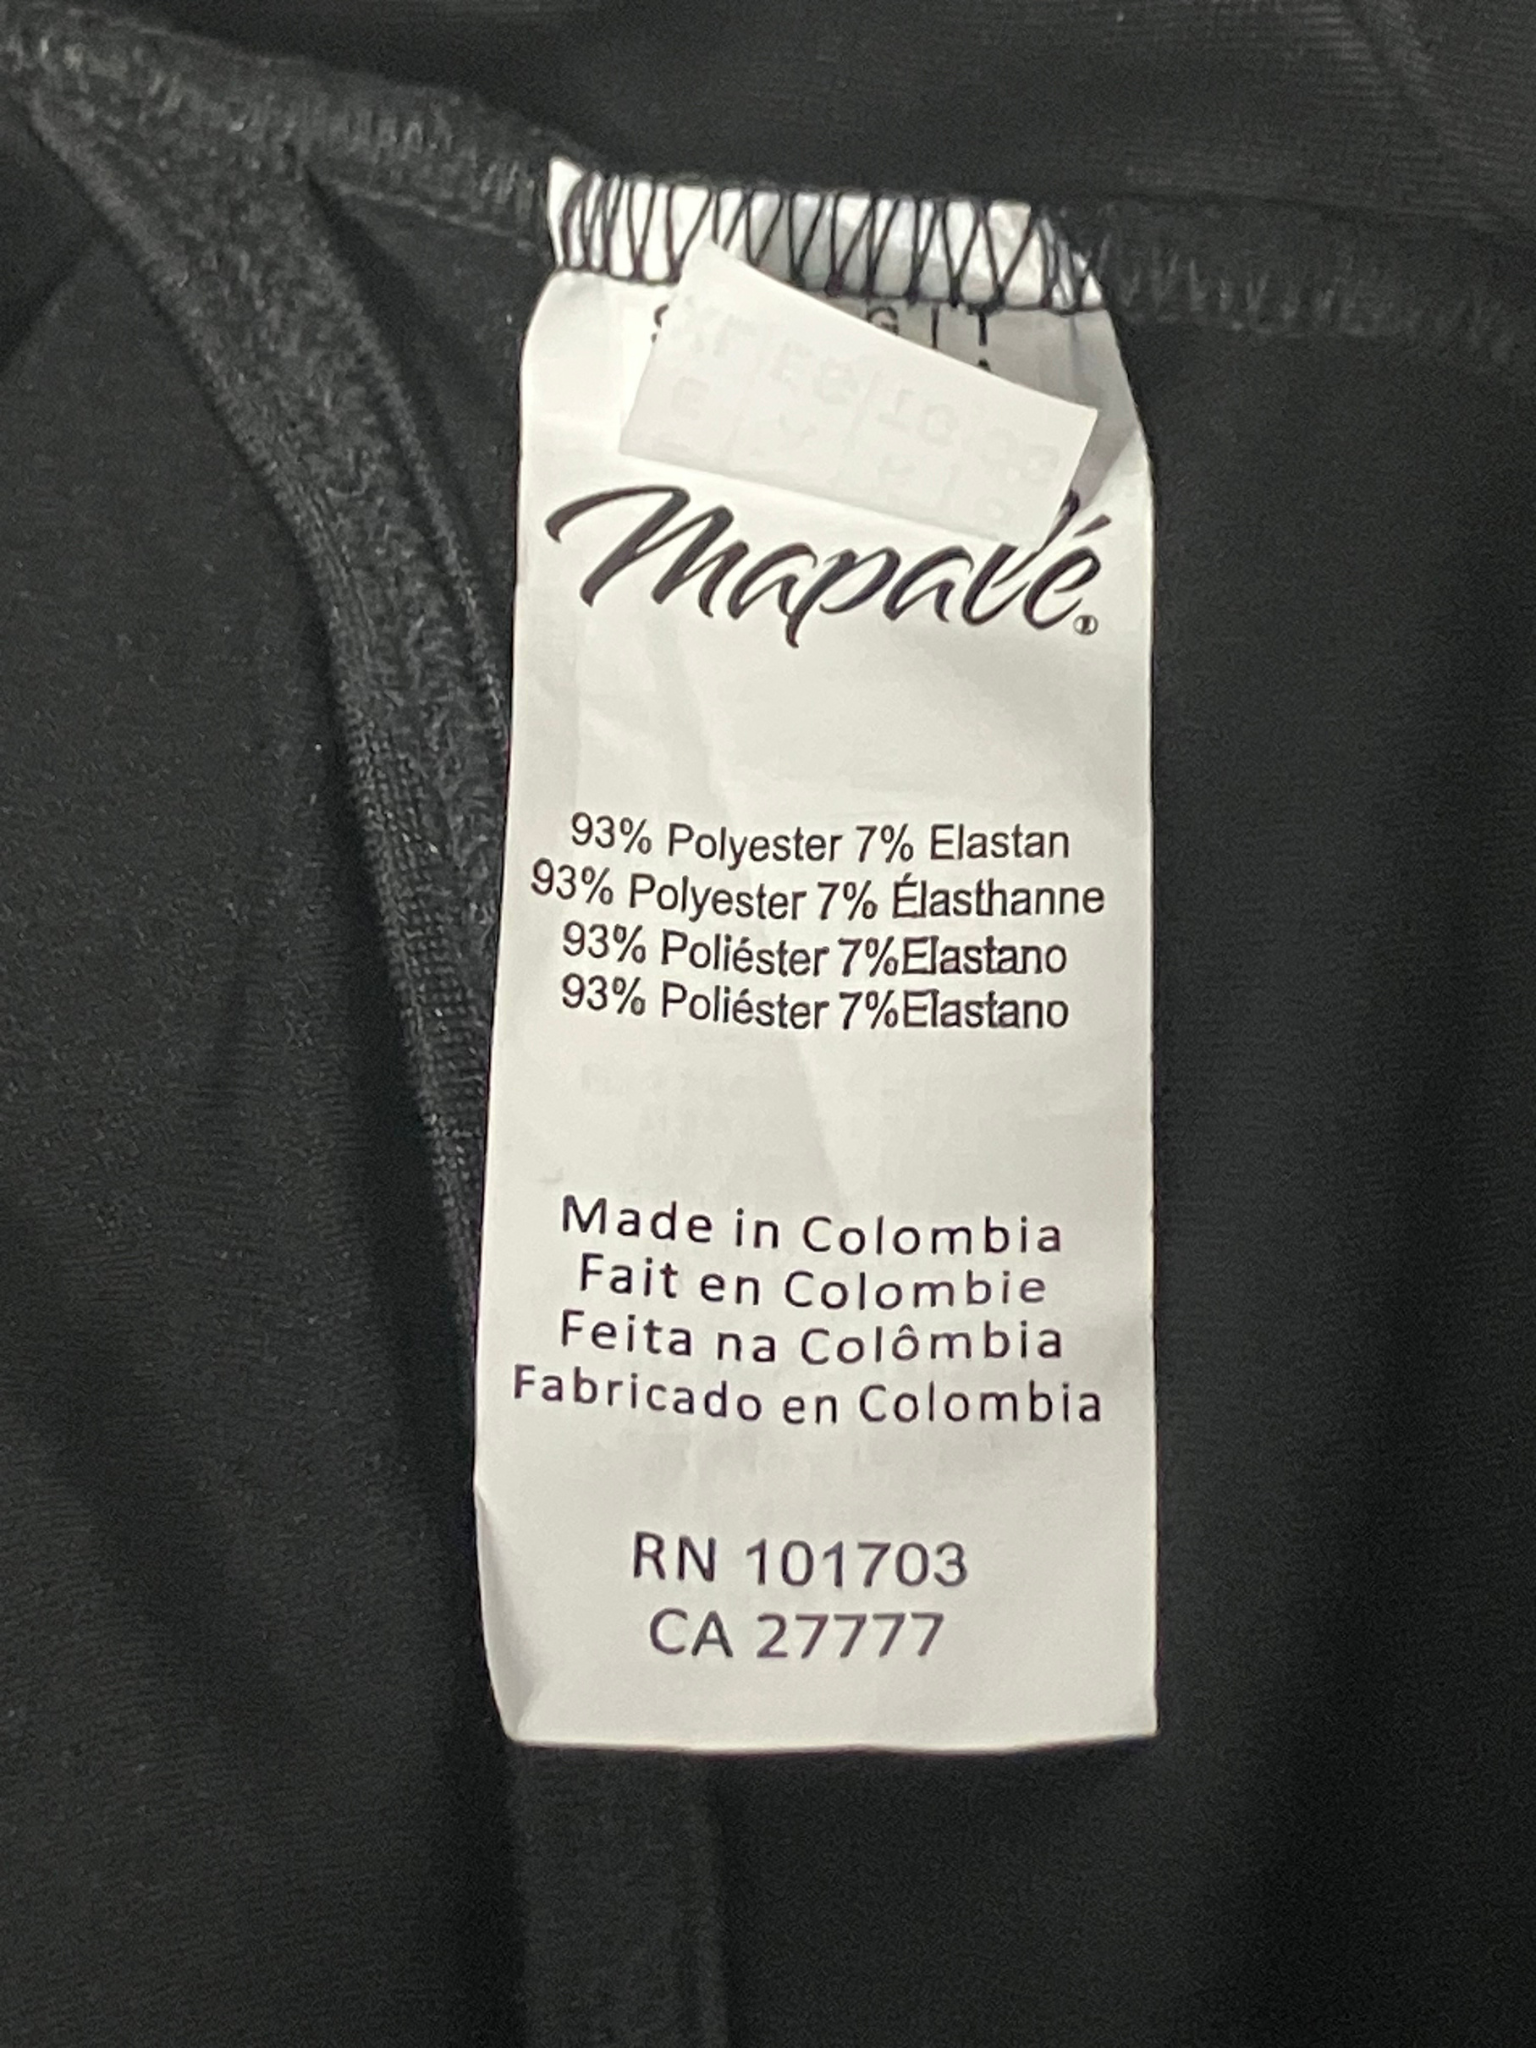 Mapalé®
93% Polyester 7% Elastan
93% Polyester 7% Élasthanne
93% Poliéster 7%Elastano
93% Poliéster 7%Elastano
Made in Colombia
Fait en Colombie
Feita na Colômbia
Fabricado en Colombia
RN 101703
CA 27777